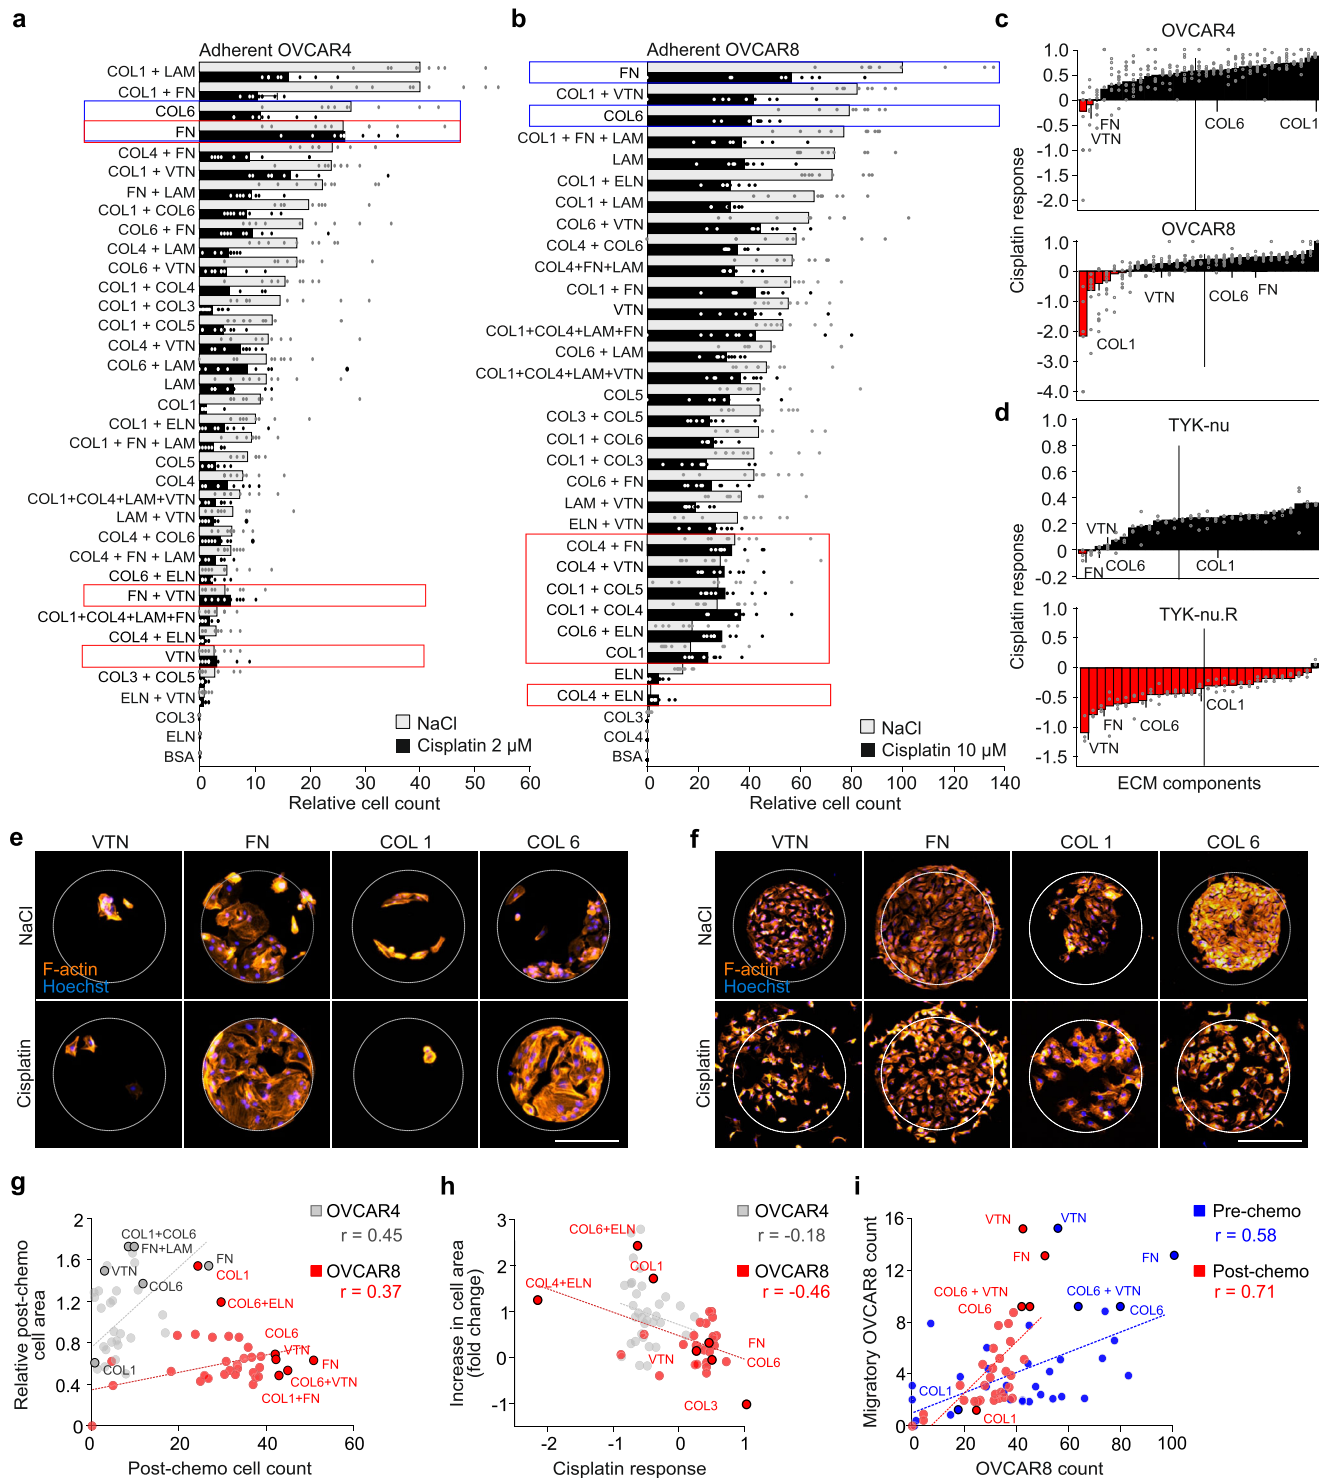 a
Adherent OVCAR4
COL1 + LAM
COL1 + FN
COL6
FN
COL4 + FN
COL1 + VTN
FN + LAM
COL1 + COL6
COL6 + FN
COL4 + LAM
COL6 + VTN
COL1 + COL4
COL1 + COL3
COL1 + COL5
COL4 + VTN
COL6 + LAM
LAM
COL1
COL1 + ELN
COL1 + FN + LAM
COL5
COL4
COL1+COL4+LAM+VTN
LAM + VTN
COL4 + COL6
COL4 + FN + LAM
COL6 + ELN
FN + VTN
COL1+COL4+LAM+FN
COL4 + ELN
VTN
COL3 + COL5
ELN + VTN
COL3
ELN
BSA
NaCl
Cisplatin 2 µM
0 10 20 30 40 50 60
Relative cell count
b
Adherent OVCAR8
FN
COL1 + VTN
COL6
COL1 + FN + LAM
LAM
COL1 + ELN
COL1 + LAM
COL6 + VTN
COL4 + COL6
COL4+FN+LAM
COL1 + FN
VTN
COL1+COL4+LAM+FN
COL6 + LAM
COL1+COL4+LAM+VTN
COL5
COL3 + COL5
COL1 + COL6
COL1 + COL3
COL6 + FN
LAM + VTN
ELN + VTN
COL4 + FN
COL4 + VTN
COL1 + COL5
COL1 + COL4
COL6 + ELN
COL1
ELN
COL4 + ELN
COL3
COL4
BSA
NaCl
Cisplatin 10 µM
0 20 40 60 80 100 120 140
Relative cell count
c
OVCAR4
1.0
0.5
0
-0.5
-1.0
-1.5
-2.0
FN
VTN
COL6
COL1
Cisplatin response
OVCAR8
1.0
0
-1.0
-2.0
-3.0
-4.0
COL1
VTN
COL6
FN
d
TYK-nu
1.0
0.8
0.6
0.4
0.2
0
-0.2
VTN
FN
COL6
COL1
Cisplatin response
TYK-nu.R
1.0
0.5
0
-0.5
-1.0
-1.5
VTN
FN
COL6
COL1
ECM components
e
VTN FN COL 1 COL 6
NaCl
F-actin
Hoechst
Cisplatin
f
VTN FN COL 1 COL 6
NaCl
F-actin
Hoechst
Cisplatin
g
Relative post-chemo
cell area
2
1.6
1.2
0.8
0.4
0
0 20 40 60
Post-chemo cell count
OVCAR4
r = 0.45
OVCAR8
r = 0.37
COL1+COL6
FN+LAM
VTN
COL6
FN
COL1
COL6+ELN
COL1
COL6
VTN
FN
COL6+VTN
COL1+FN
h
Increase in cell area
(fold change)
3
2
1
0
-1
-2 -1 0 1
Cisplatin response
OVCAR4
r = -0.18
OVCAR8
r = -0.46
COL6+ELN
COL1
COL4+ELN
FN
VTN
COL6
COL3
i
Migratory OVCAR8 count
16
12
8
4
0
0 20 40 60 80 100
OVCAR8 count
Pre-chemo
r = 0.58
Post-chemo
r = 0.71
VTN
VTN
FN
FN
COL6 + VTN
COL6 + VTN
COL6
COL6
COL1
COL1